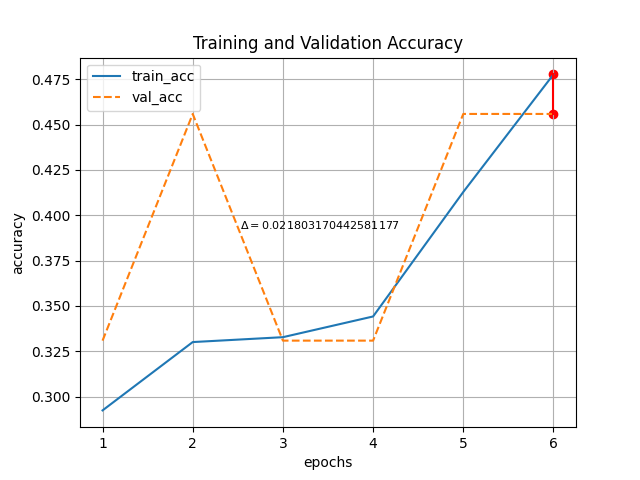 Training and Validation Accuracy
train_acc
val_acc
0.475
0.450
0.425
0.400
0.375
0.350
0.325
0.300
accuracy
Δ = 0.021803170442581177
1 2 3 4 5 6
epochs